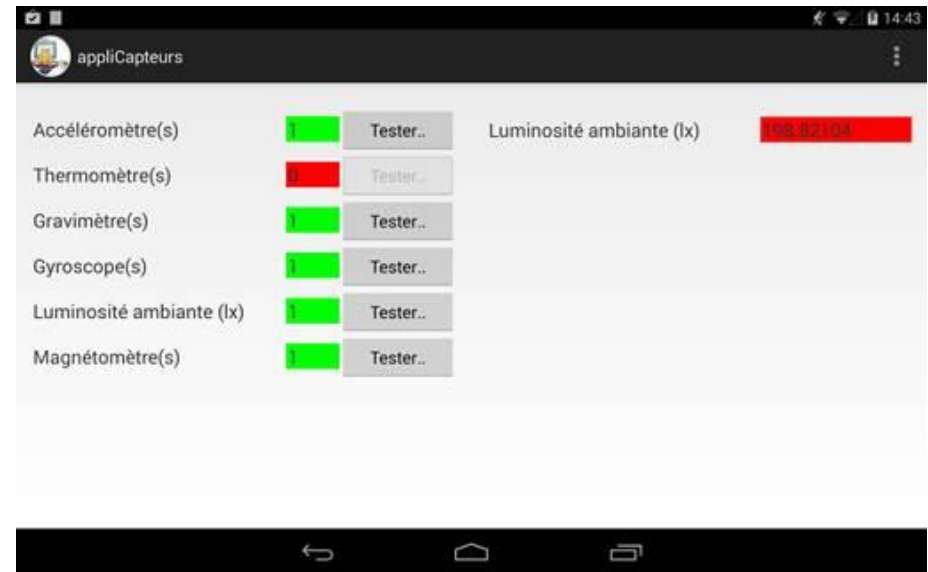 14:43
appliCapteurs
Accéléromètre(s) 1 Tester.. Luminosité ambiante (lx) 198.82104
Thermomètre(s) 0 Tester..
Gravimètre(s) 1 Tester..
Gyroscope(s) 1 Tester..
Luminosité ambiante (lx) 1 Tester..
Magnétomètre(s) 1 Tester..